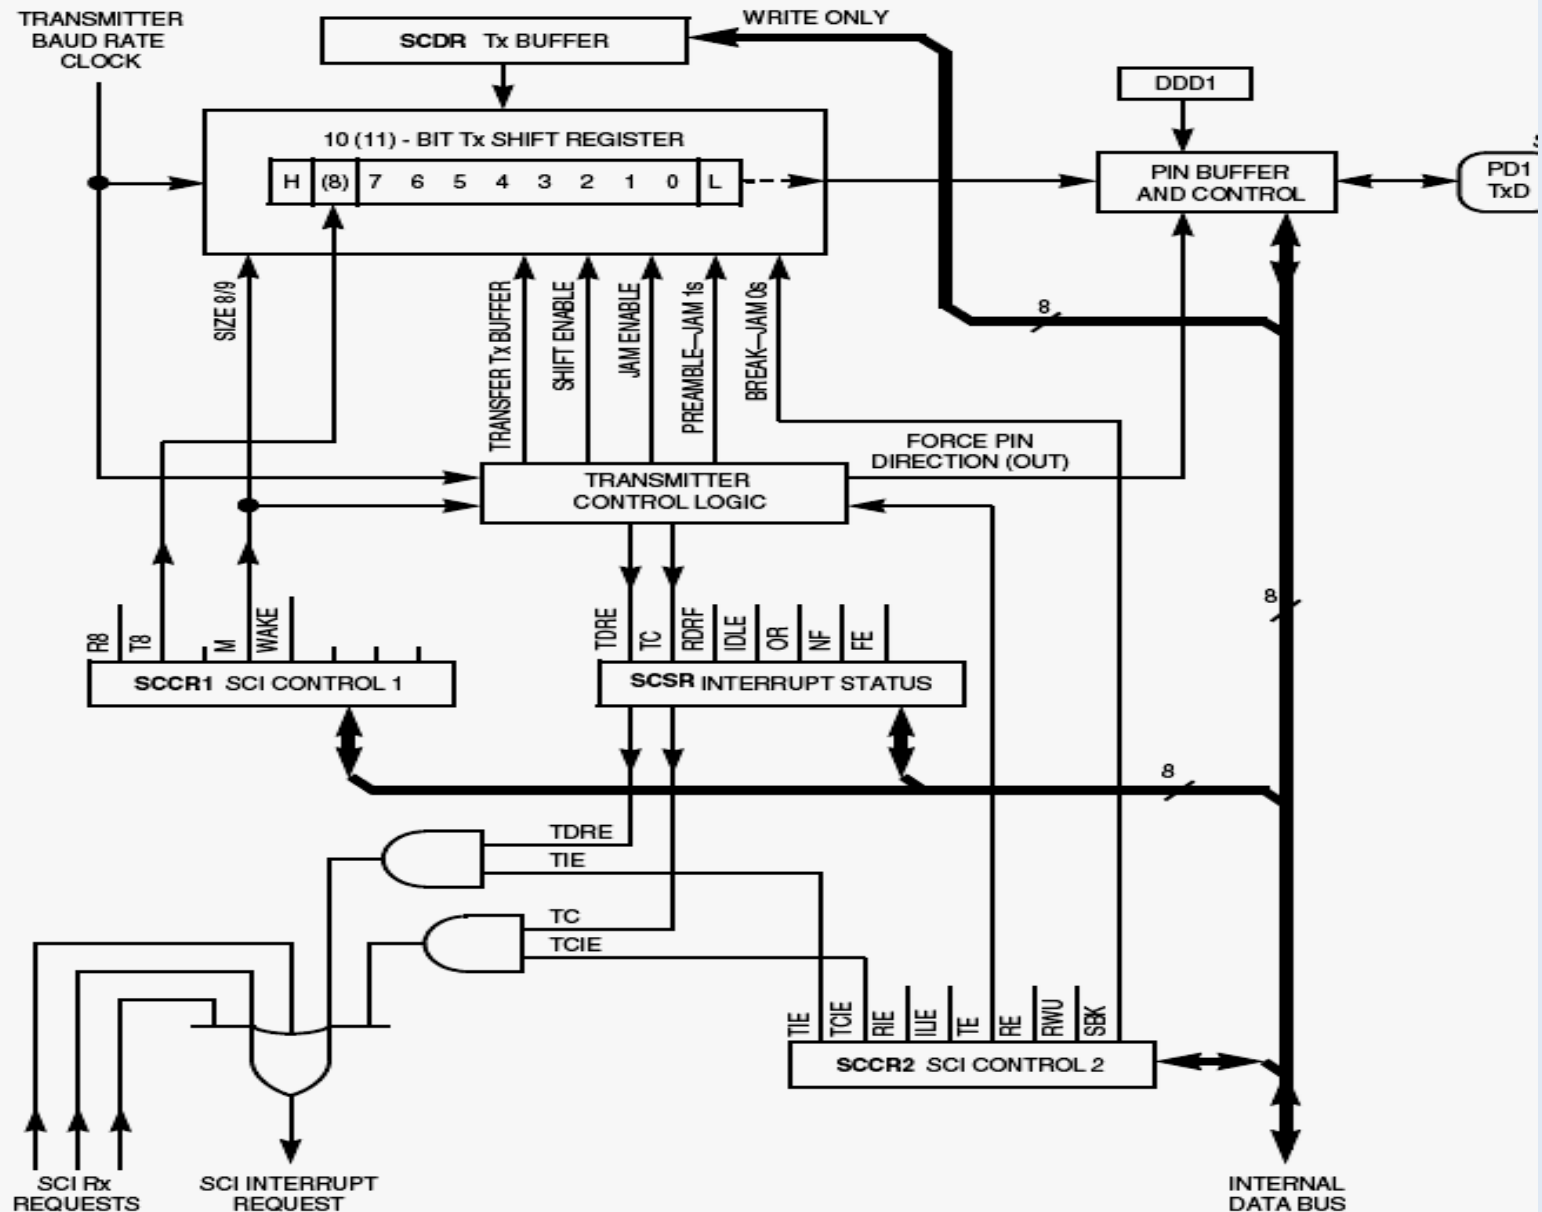 TRANSMITTER
BAUD RATE
CLOCK
SCDR Tx BUFFER
WRITE ONLY
DDD1
10 (11) - BIT Tx SHIFT REGISTER
H (8) 7 6 5 4 3 2 1 0 L
PIN BUFFER
AND CONTROL
PD1
TxD
SIZE 8/9
TRANSFER Tx BUFFER
SHIFT ENABLE
JAM ENABLE
PREAMBLE—JAM 1s
BREAK—JAM 0s
8
FORCE PIN
DIRECTION (OUT)
TRANSMITTER
CONTROL LOGIC
8
R8
T8
M
WAKE
TDRE
TC
RDRF
IDLE
OR
NF
FE
SCCR1 SCI CONTROL 1
SCSR INTERRUPT STATUS
8
TDRE
TIE
TC
TCIE
TIE
TCIE
RIE
ILIE
TE
RE
RWU
SBK
SCCR2 SCI CONTROL 2
SCI Rx
REQUESTS
SCI INTERRUPT
REQUEST
INTERNAL
DATA BUS